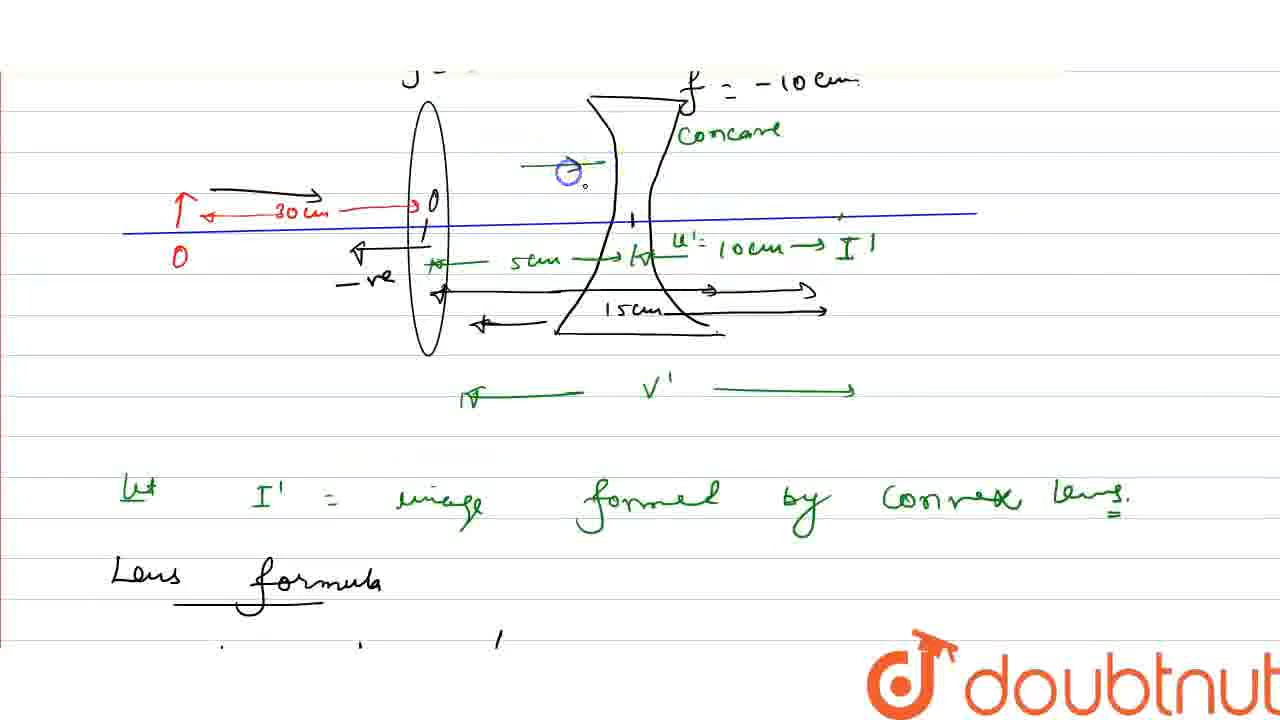 f = -10 cm
concave
30 cm
O
O
- ve
5 cm
u' = 10 cm
I'
15 cm
V'
Let I' = image formed by convex lens.
Lens formula
doubtnut